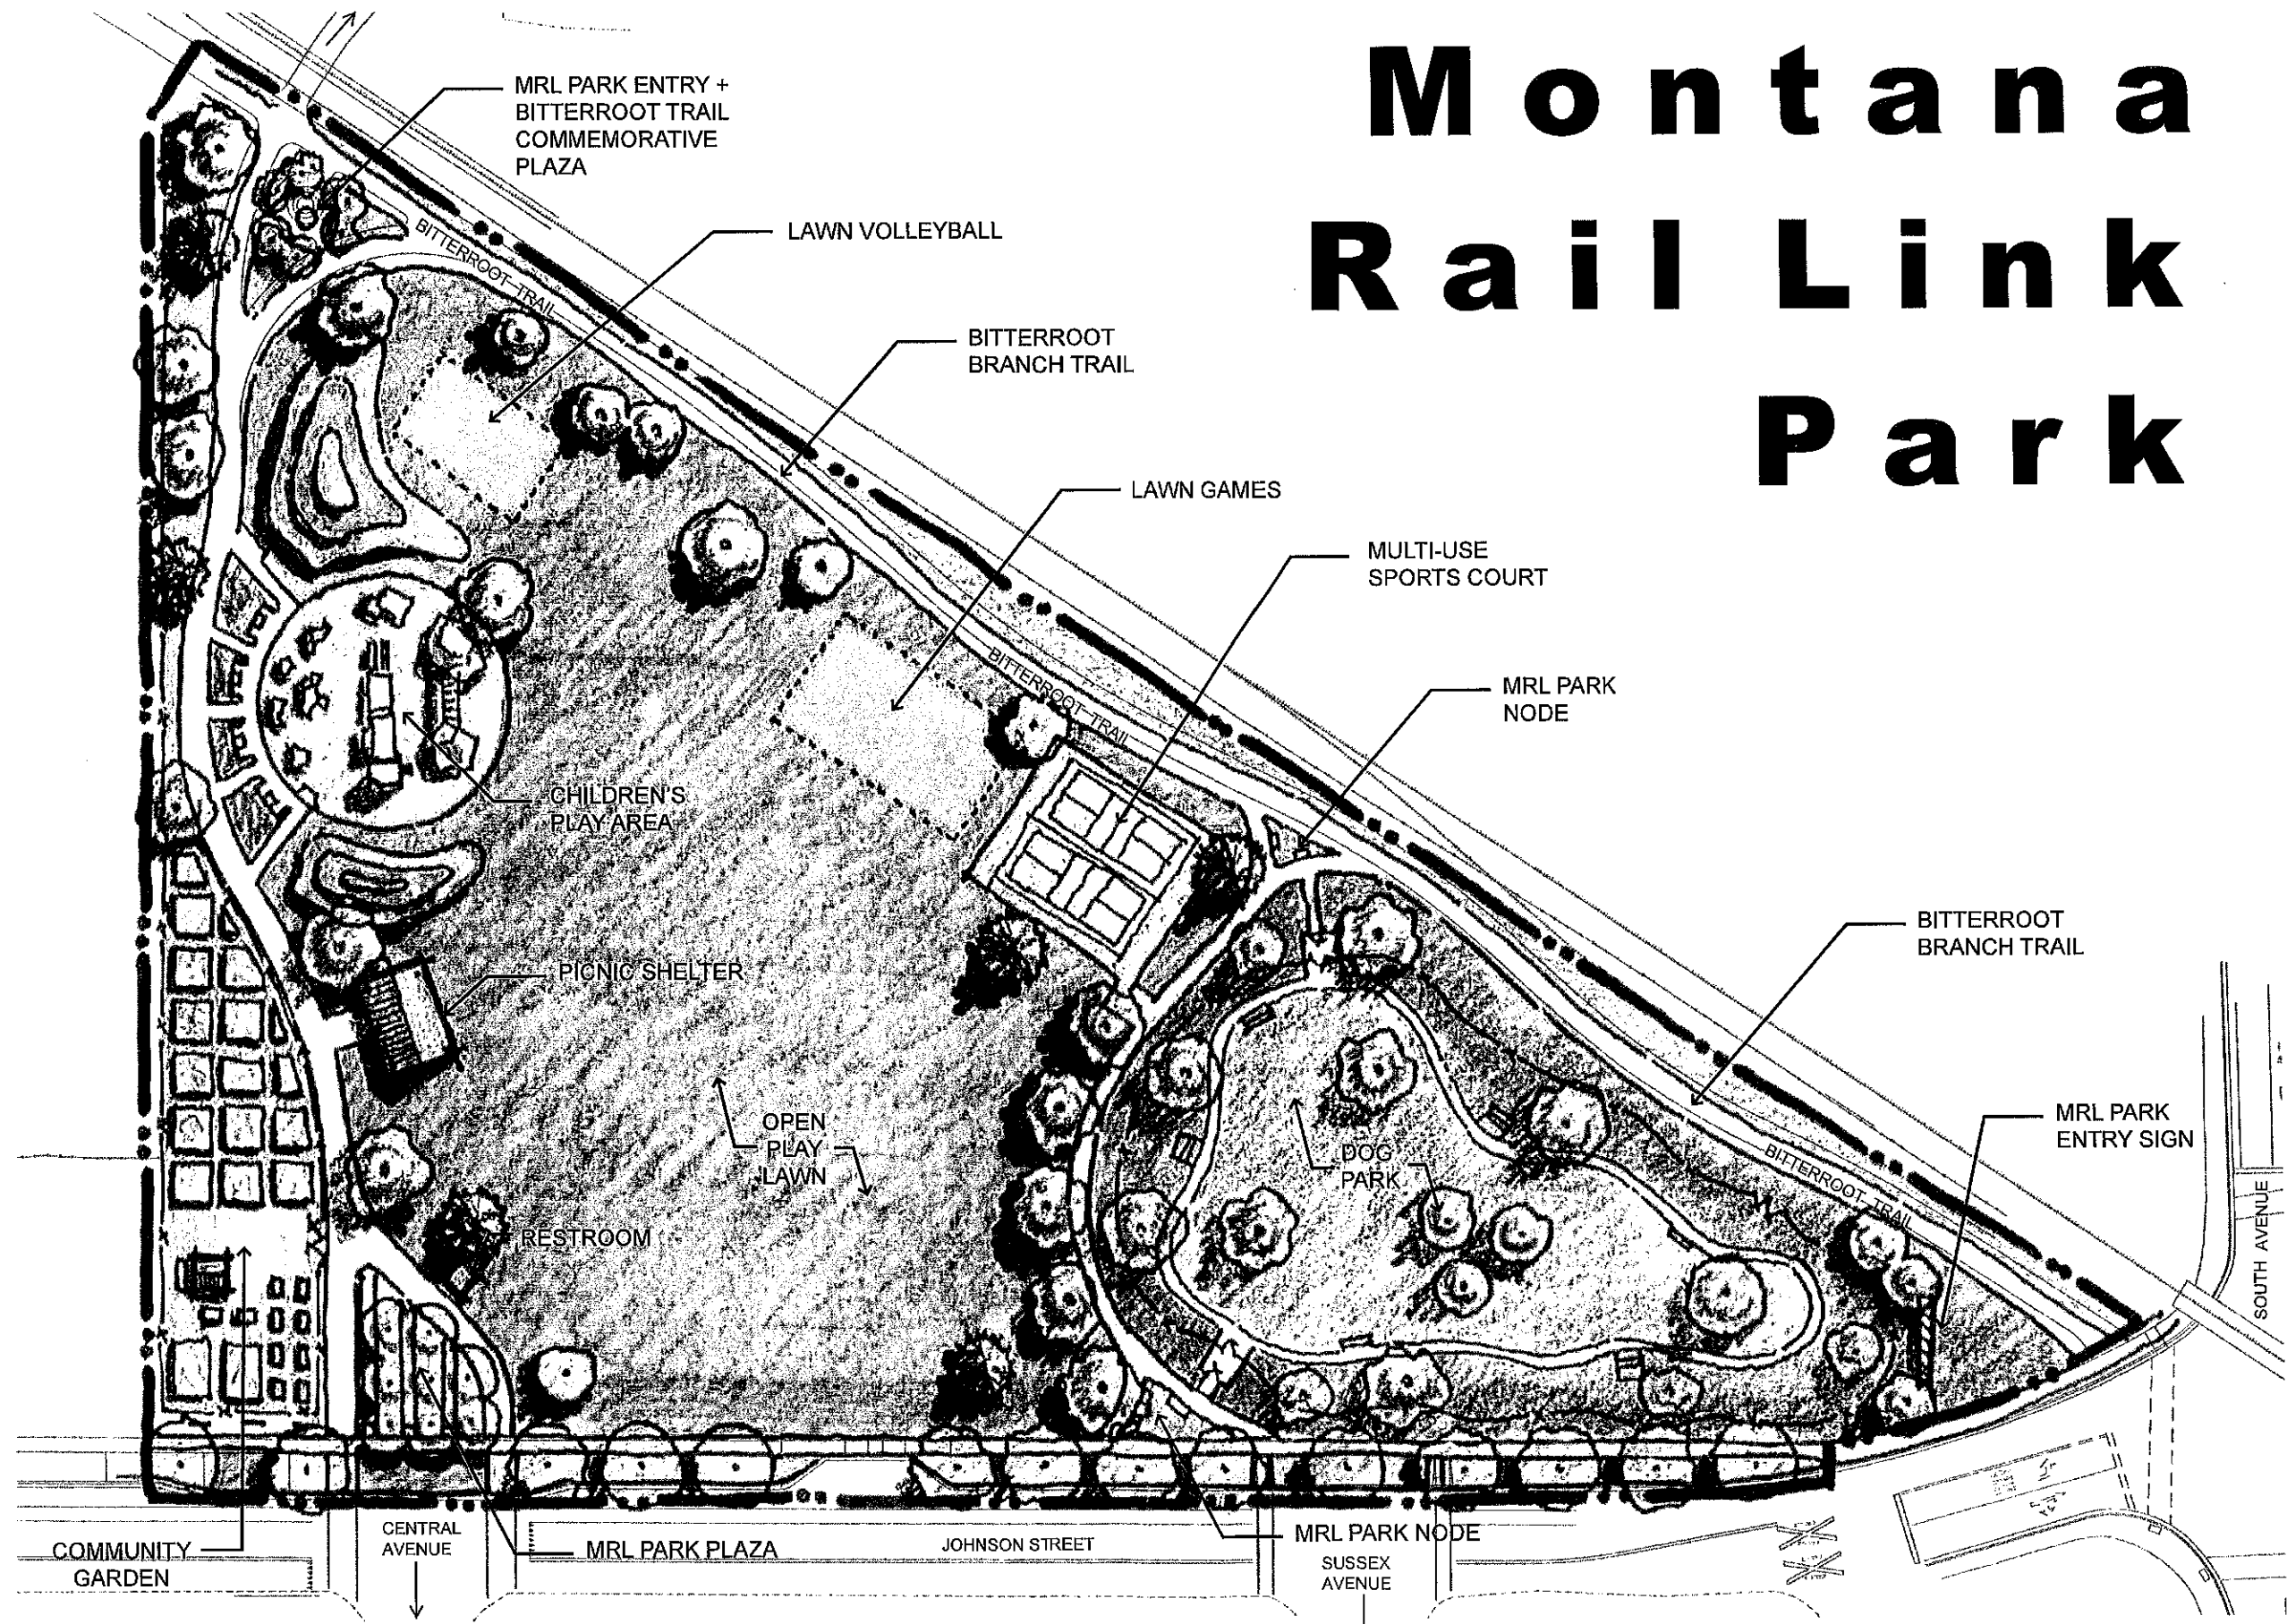 Montana
Rail Link
Park
MRL PARK ENTRY +
BITTERROOT TRAIL
COMMEMORATIVE
PLAZA
LAWN VOLLEYBALL
BITTERROOT TRAIL
BITTERROOT
BRANCH TRAIL
LAWN GAMES
MULTI-USE
SPORTS COURT
BITTERROOT TRAIL
MRL PARK
NODE
CHILDREN'S
PLAY AREA
BITTERROOT
BRANCH TRAIL
PICNIC SHELTER
OPEN
PLAY
LAWN
DOG
PARK
MRL PARK
ENTRY SIGN
BITTERROOT TRAIL
SOUTH AVENUE
RESTROOM
COMMUNITY
GARDEN
CENTRAL
AVENUE
MRL PARK PLAZA
JOHNSON STREET
MRL PARK NODE
SUSSEX
AVENUE